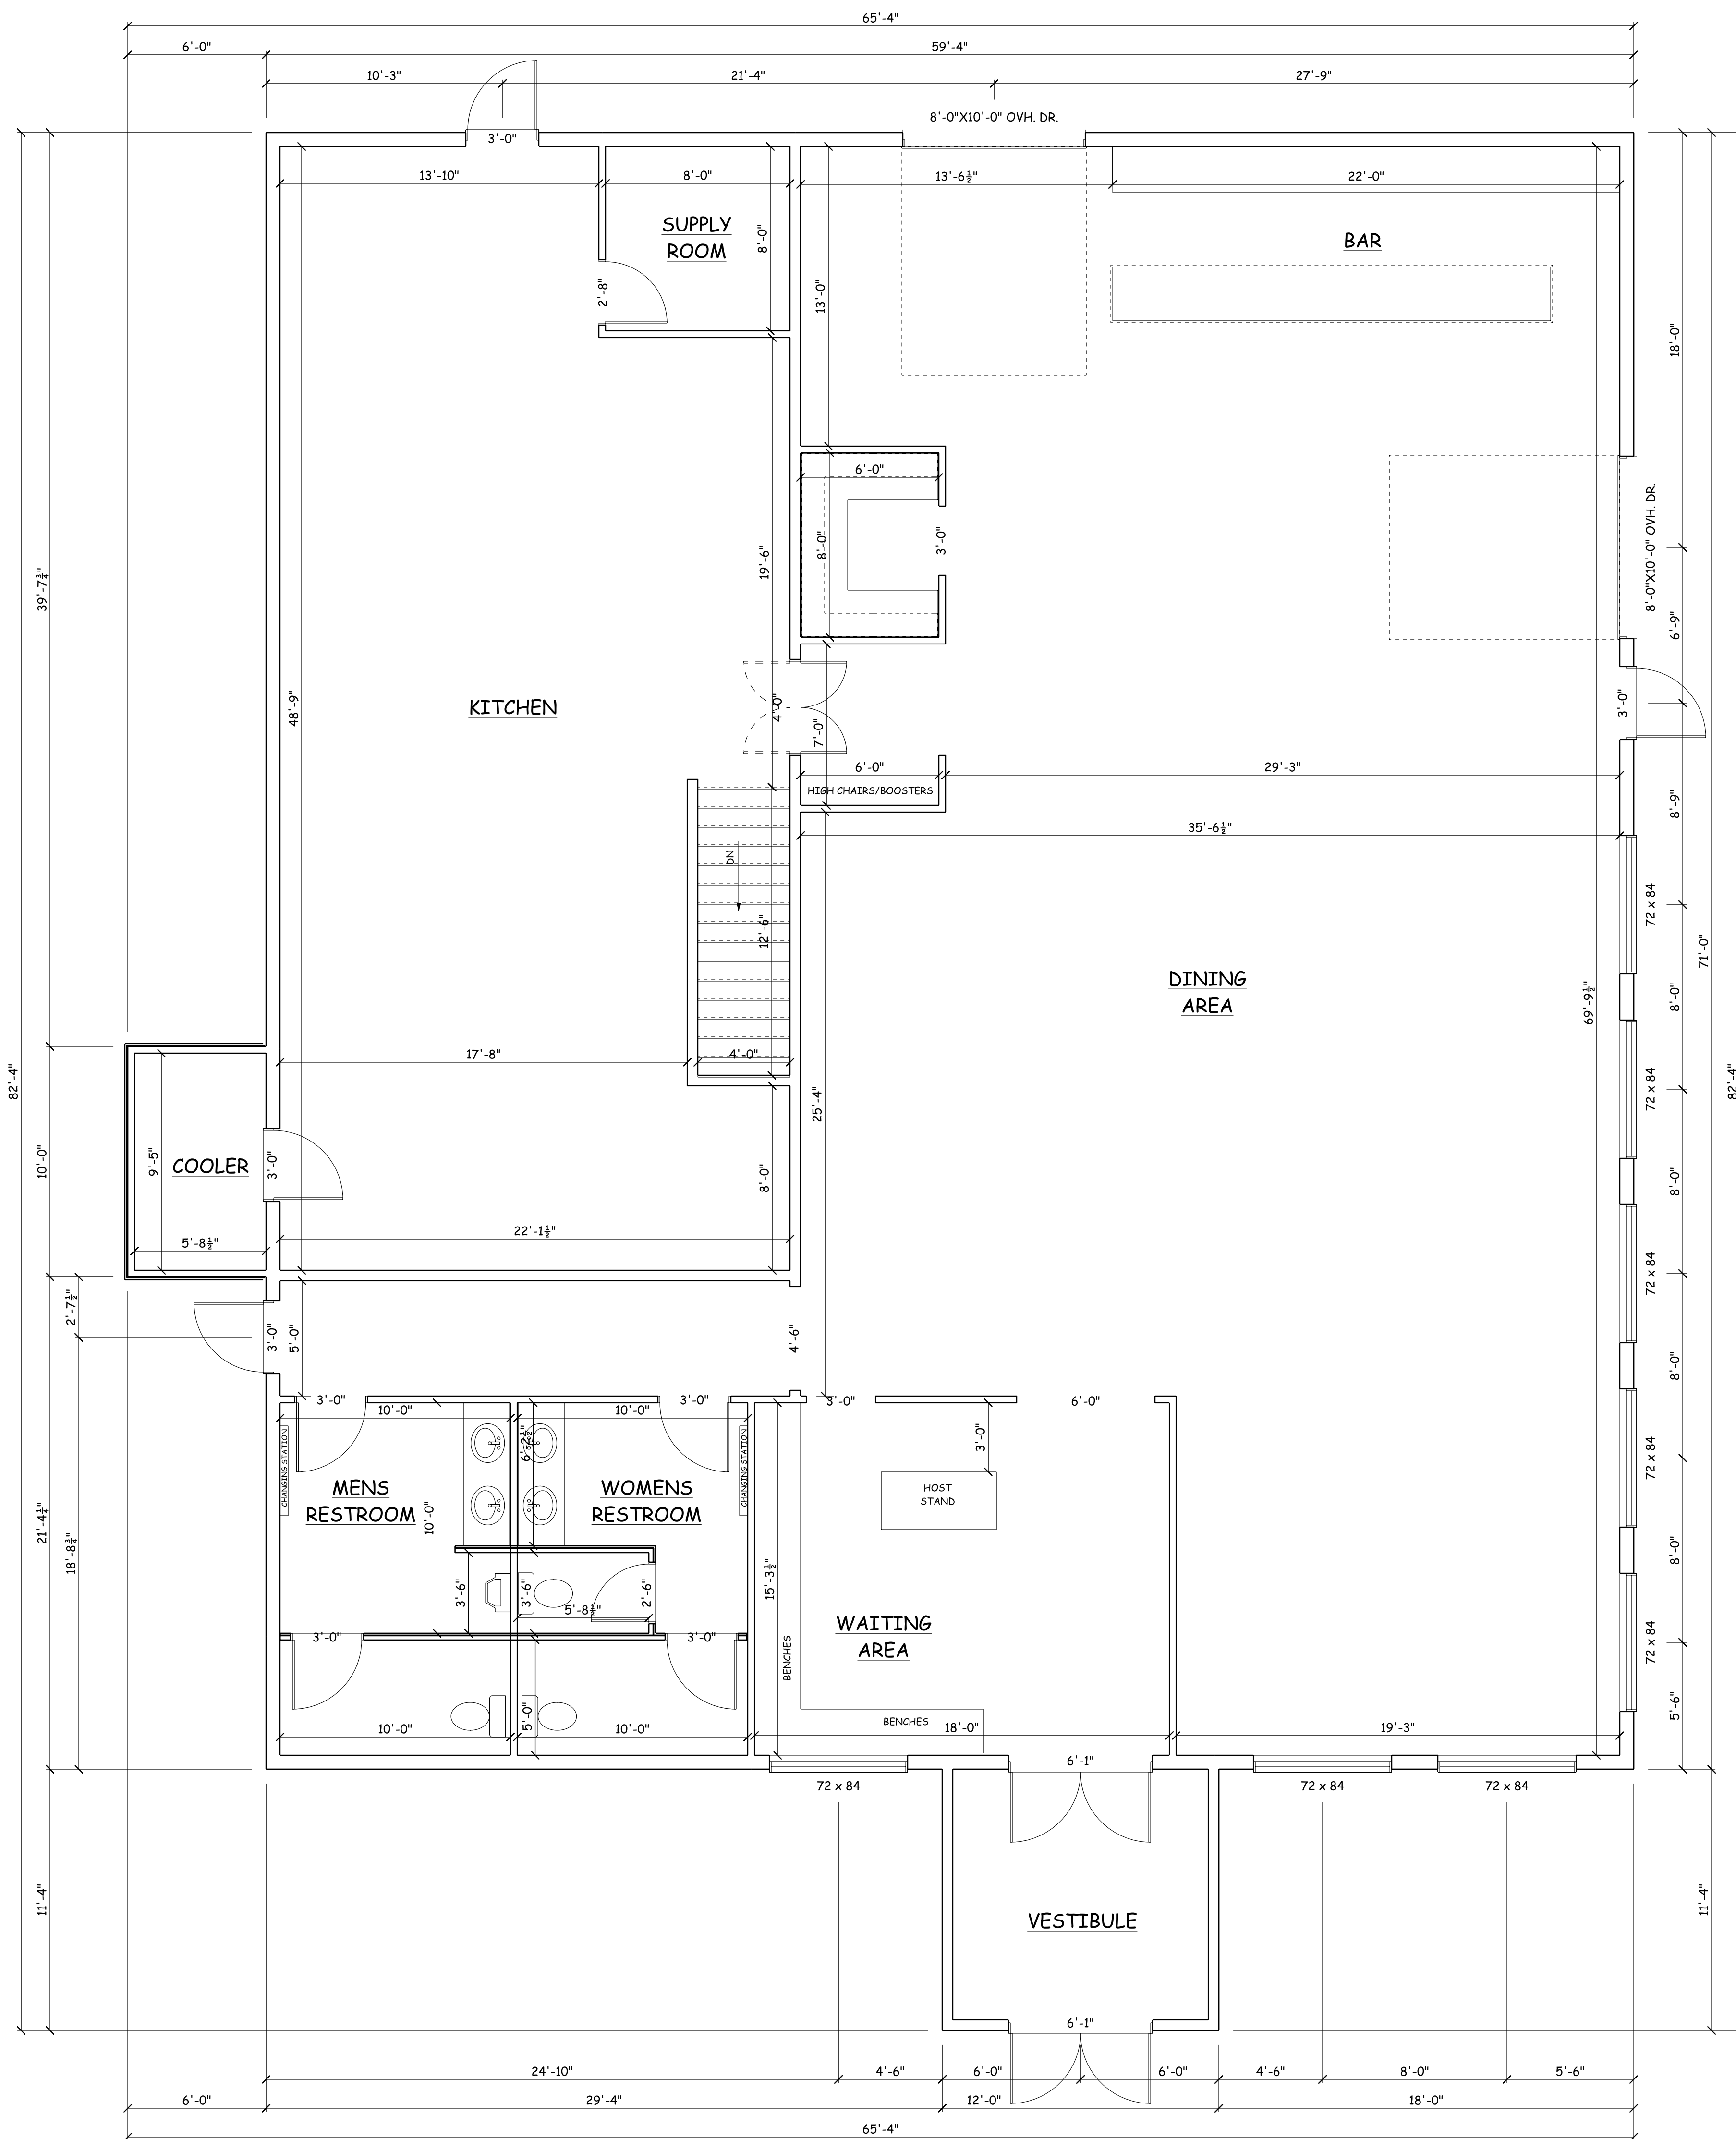 65'-4"
6'-0"
59'-4"
10'-3"
21'-4"
27'-9"
8'-0"X10'-0" OVH. DR.
3'-0"
13'-10"
8'-0"
13'-6½"
22'-0"
SUPPLY
ROOM
8'-0"
BAR
2'-8"
13'-0"
18'-0"
6'-0"
8'-0"
3'-0"
19'-6"
8'-0"X10'-0" OVH. DR.
6'-9"
39'-7¾"
48'-9"
KITCHEN
4'-0"
7'-0"
3'-0"
6'-0"
29'-3"
HIGH CHAIRS/BOOSTERS
8'-9"
35'-6½"
DN
12'-6"
72 x 84
71'-0"
DINING
AREA
69'-9½"
8'-0"
17'-8"
4'-0"
82'-4"
25'-4"
72 x 84
82'-4"
10'-0"
9'-5"
COOLER
3'-0"
8'-0"
8'-0"
5'-8½"
22'-1½"
72 x 84
2'-7½"
3'-0"
5'-0"
4'-6"
8'-0"
3'-0"
3'-0"
3'-0"
6'-0"
10'-0"
10'-0"
6'-2½"
3'-0"
72 x 84
CHANGING STATION
MENS
RESTROOM
10'-0"
WOMENS
RESTROOM
CHANGING STATION
HOST
STAND
21'-4½"
18'-8¾"
8'-0"
15'-3½"
3'-6"
3'-6"
5'-8½"
2'-6"
3'-0"
3'-0"
WAITING
AREA
BENCHES
72 x 84
5'-6"
5'-0"
BENCHES
10'-0"
10'-0"
18'-0"
19'-3"
6'-1"
72 x 84
72 x 84
72 x 84
11'-4"
11'-4"
VESTIBULE
6'-1"
24'-10"
4'-6"
6'-0"
6'-0"
4'-6"
8'-0"
5'-6"
6'-0"
29'-4"
12'-0"
18'-0"
65'-4"